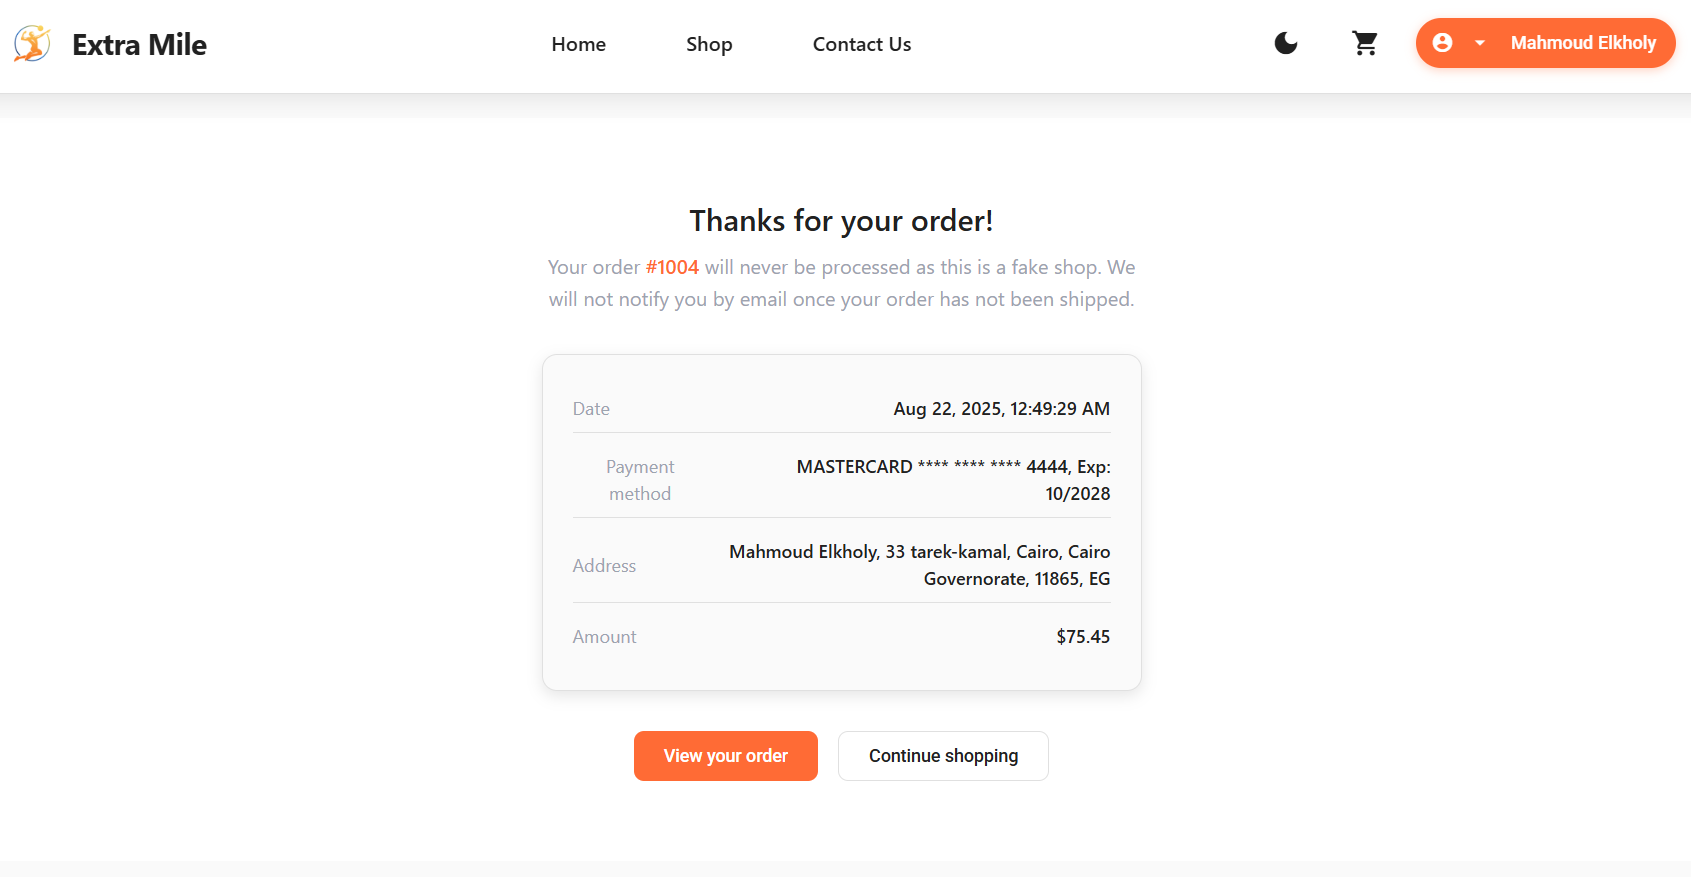 Extra Mile
Home
Shop
Contact Us
Mahmoud Elkholy
Thanks for your order!
Your order #1004 will never be processed as this is a fake shop. We
will not notify you by email once your order has not been shipped.
Date
Aug 22, 2025, 12:49:29 AM
Payment
method
MASTERCARD **** **** **** 4444, Exp:
10/2028
Address
Mahmoud Elkholy, 33 tarek-kamal, Cairo, Cairo
Governorate, 11865, EG
Amount
$75.45
View your order
Continue shopping